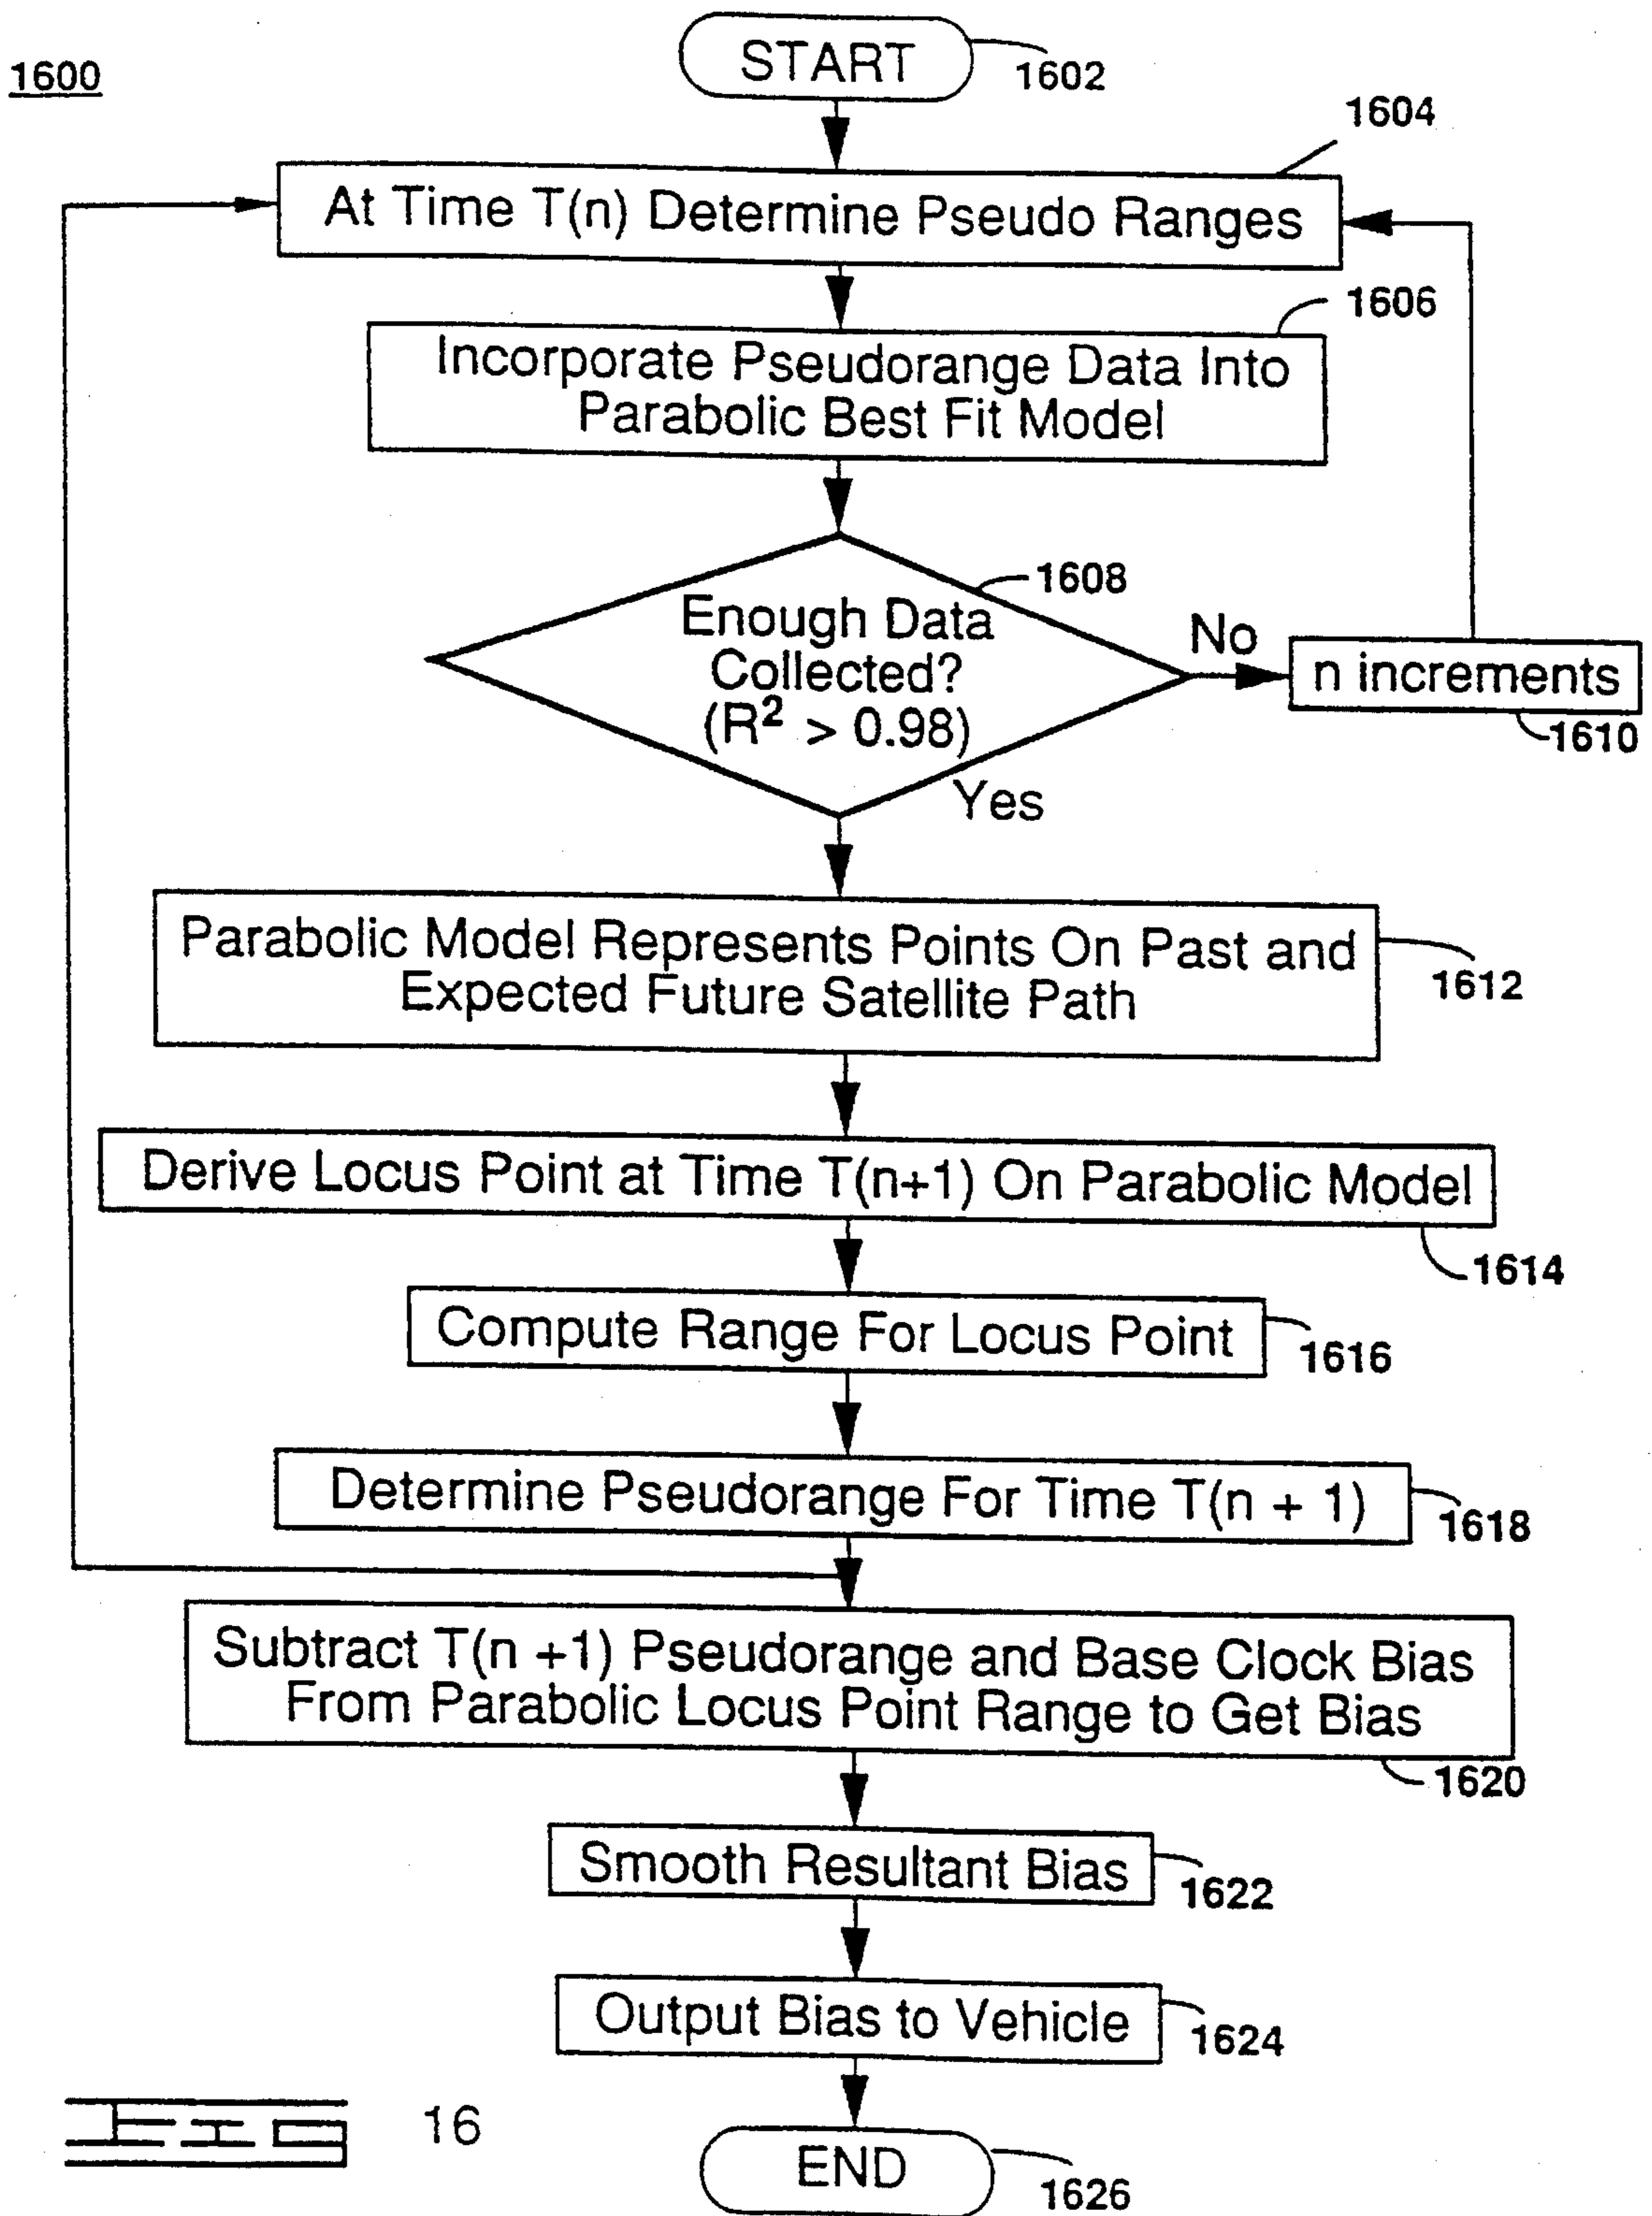 1600
START
1602
1604
At Time T(n) Determine Pseudo Ranges
1606
Incorporate Pseudorange Data Into
Parabolic Best Fit Model
1608
Enough Data
Collected?
(R² > 0.98)
No
n increments
1610
Yes
Parabolic Model Represents Points On Past and
Expected Future Satellite Path
1612
Derive Locus Point at Time T(n+1) On Parabolic Model
1614
Compute Range For Locus Point
1616
Determine Pseudorange For Time T(n + 1)
1618
Subtract T(n +1) Pseudorange and Base Clock Bias
From Parabolic Locus Point Range to Get Bias
1620
Smooth Resultant Bias
1622
Output Bias to Vehicle
1624
FIG 16
END
1626